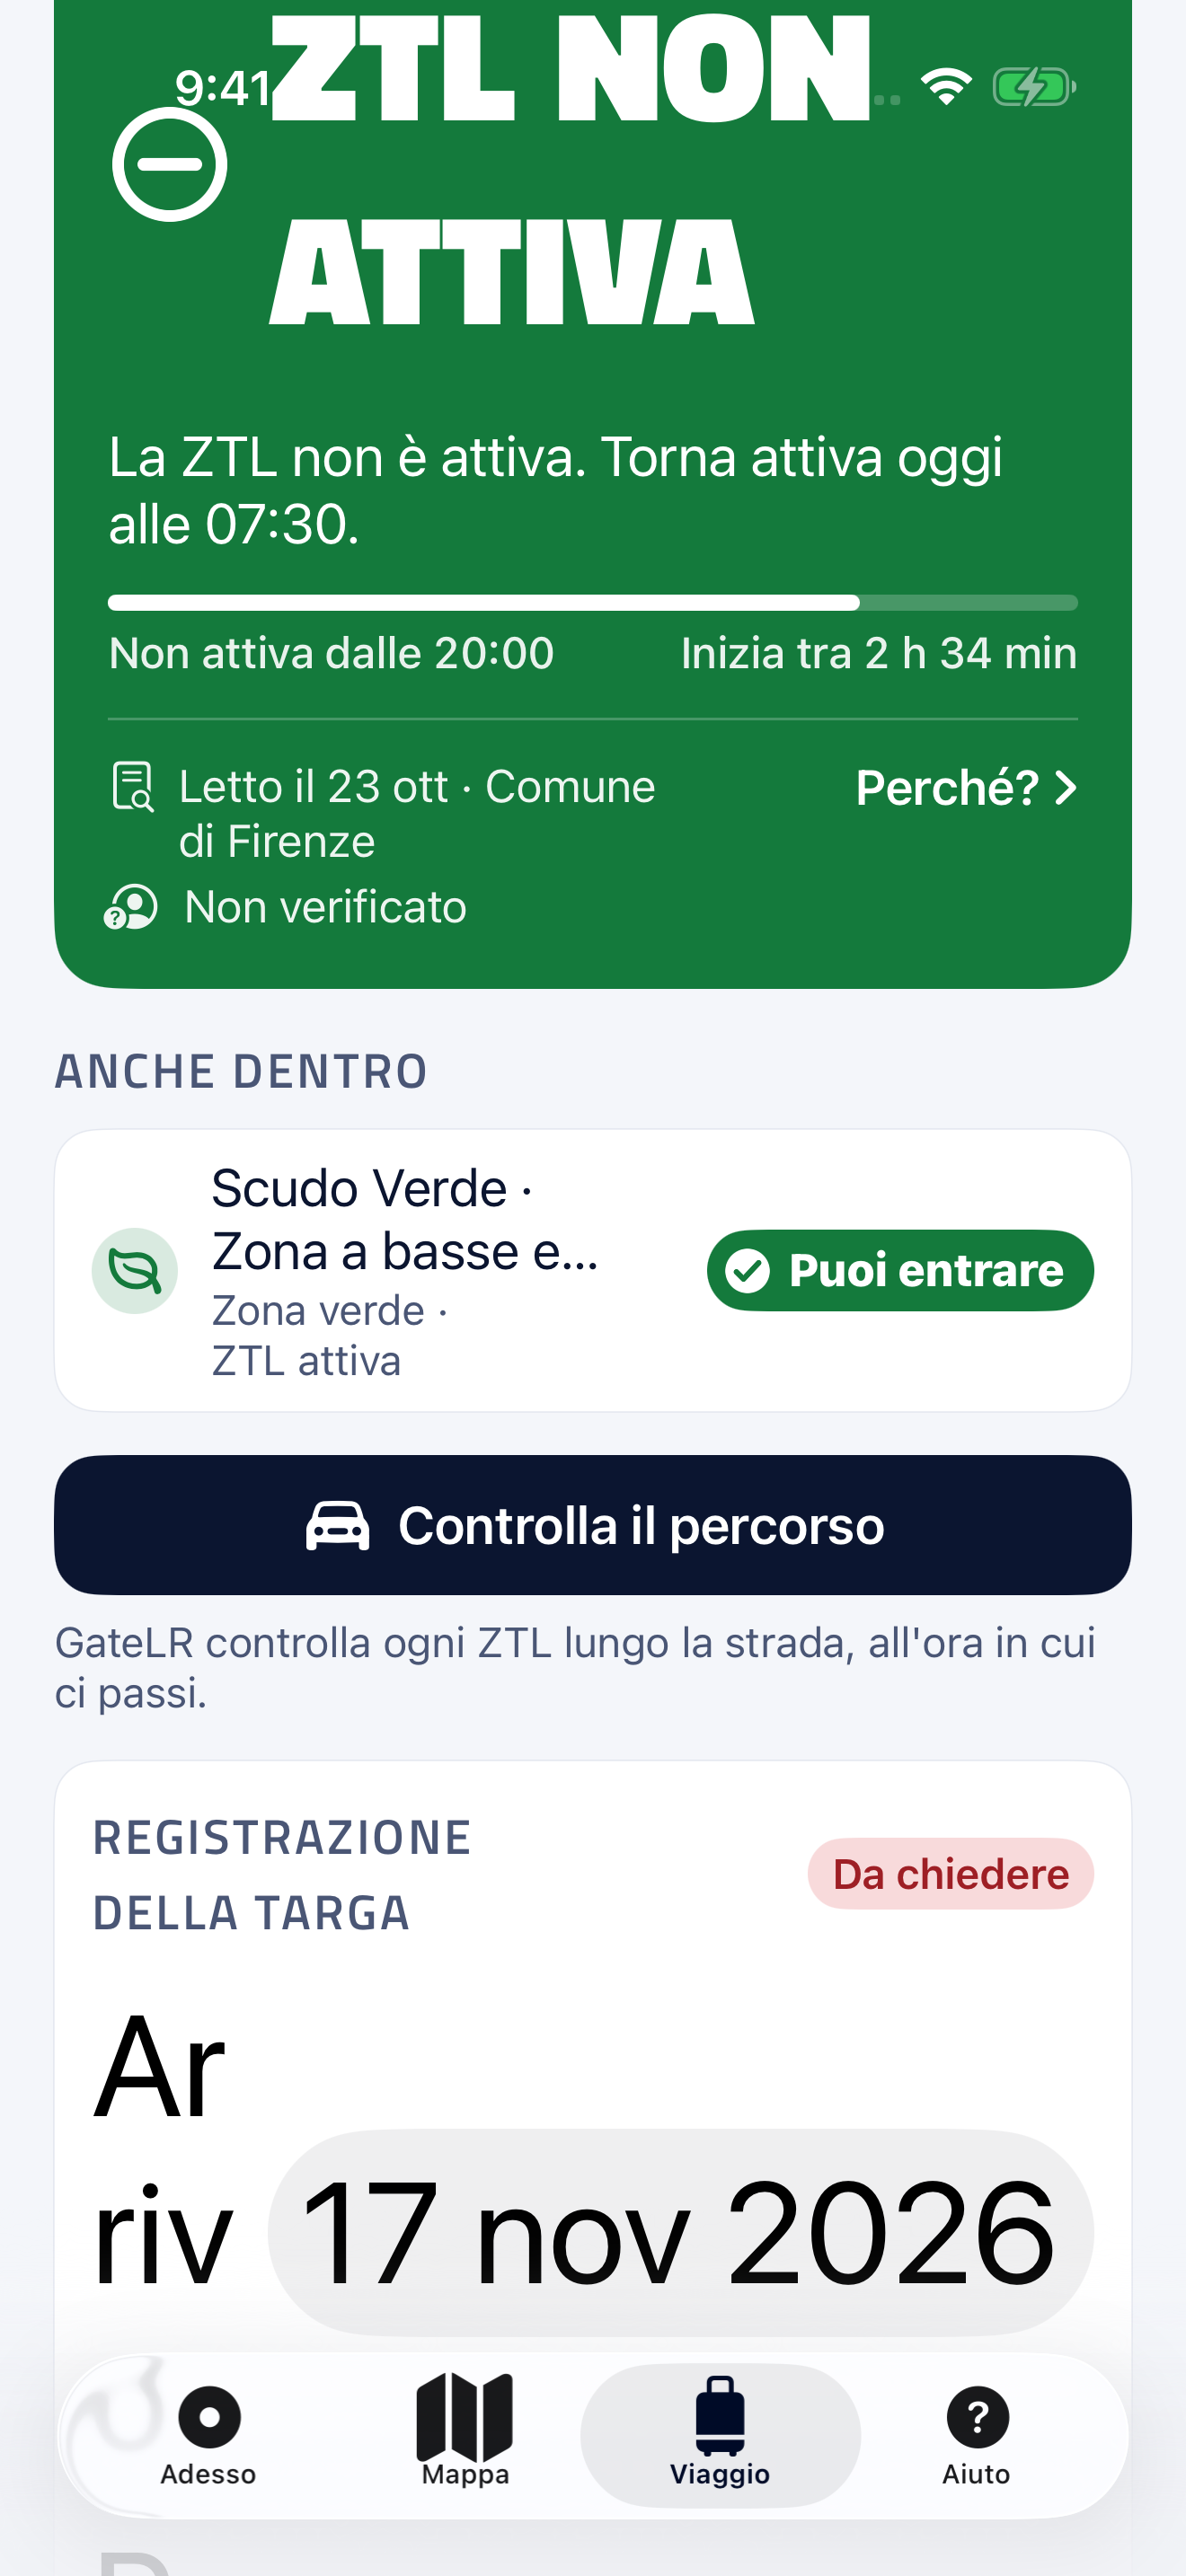 9:41
ZTL NON
ATTIVA
La ZTL non è attiva. Torna attiva oggi
alle 07:30.
Non attiva dalle 20:00
Inizia tra 2 h 34 min
Letto il 23 ott · Comune
di Firenze
Perché?
Non verificato
ANCHE DENTRO
Scudo Verde ·
Zona a basse e...
Zona verde ·
ZTL attiva
Puoi entrare
Controlla il percorso
GateLR controlla ogni ZTL lungo la strada, all'ora in cui
ci passi.
REGISTRAZIONE
DELLA TARGA
Da chiedere
Ar
riv
17 nov 2026
Adesso
Mappa
Viaggio
Aiuto